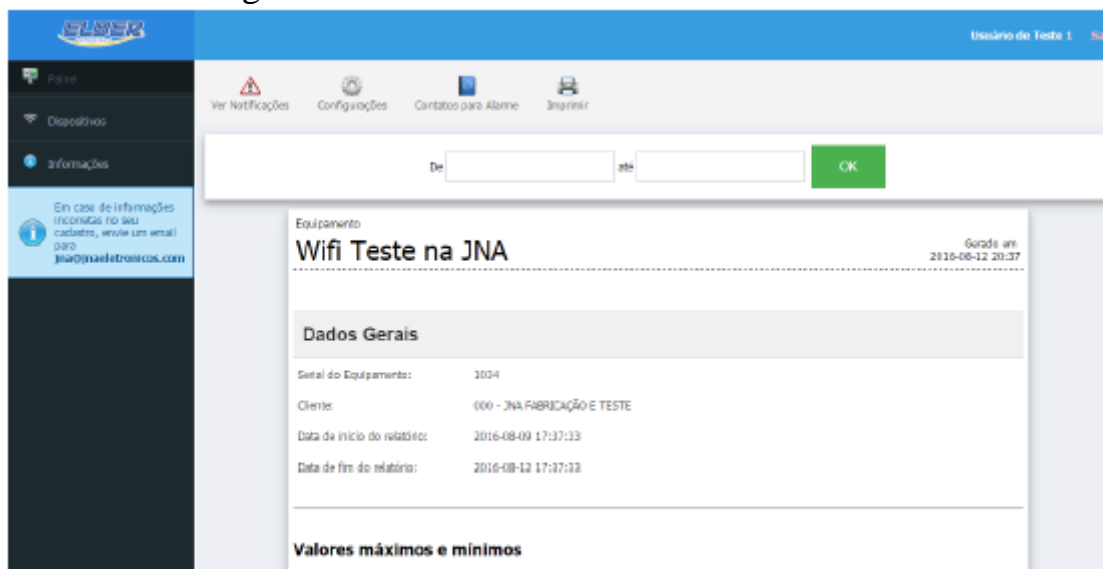 ELBER
Usuário de Teste 1
Painel
Dispositivos
Informações
Em caso de informações
incorretas no seu
cadastro, envie um email
para
jna@jnaeletronicos.com
Ver Notificações
Configurações
Contatos para Alarme
Imprimir
De
até
OK
Equipamento
Wifi Teste na JNA
Gerado em
2016-08-12 20:37
Dados Gerais
Serial do Equipamento: 1034
Cliente: 000 - JNA FABRICAÇÃO E TESTE
Data de inicio do relatório: 2016-08-09 17:37:33
Data de fim do relatório: 2016-08-12 17:37:33
Valores máximos e mínimos